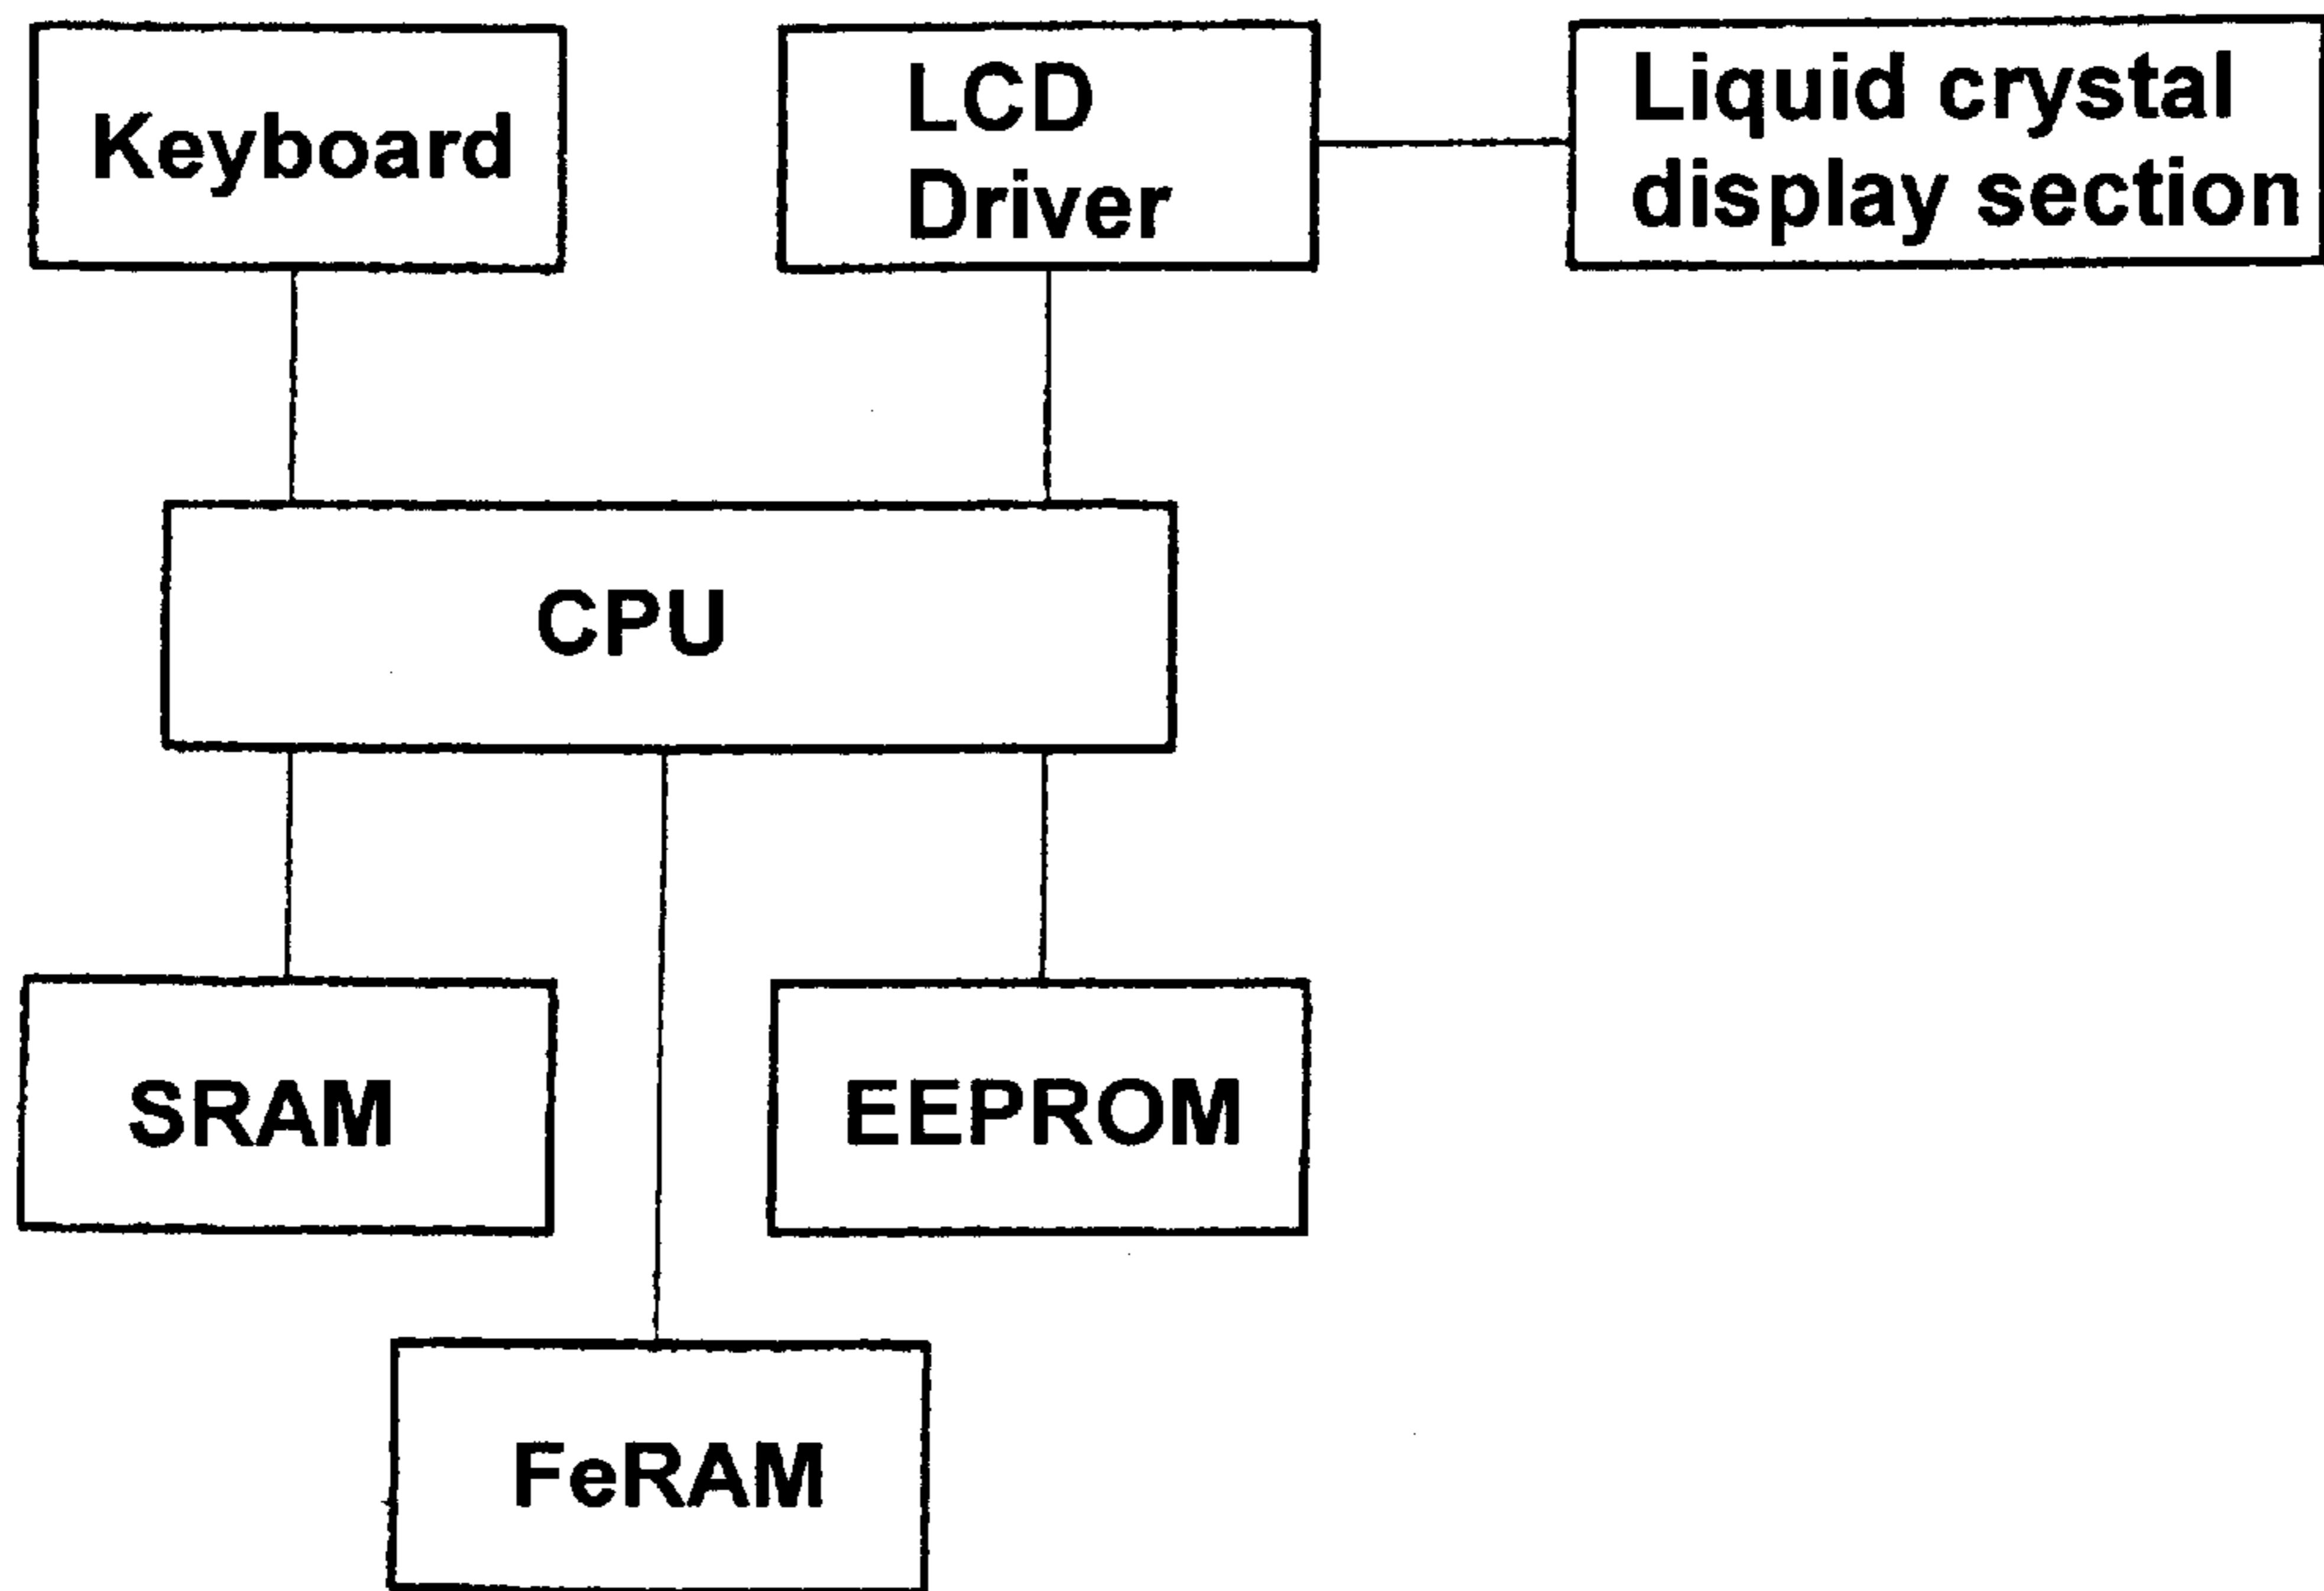 Keyboard
LCD
Driver
Liquid crystal
display section
CPU
SRAM
EEPROM
FeRAM